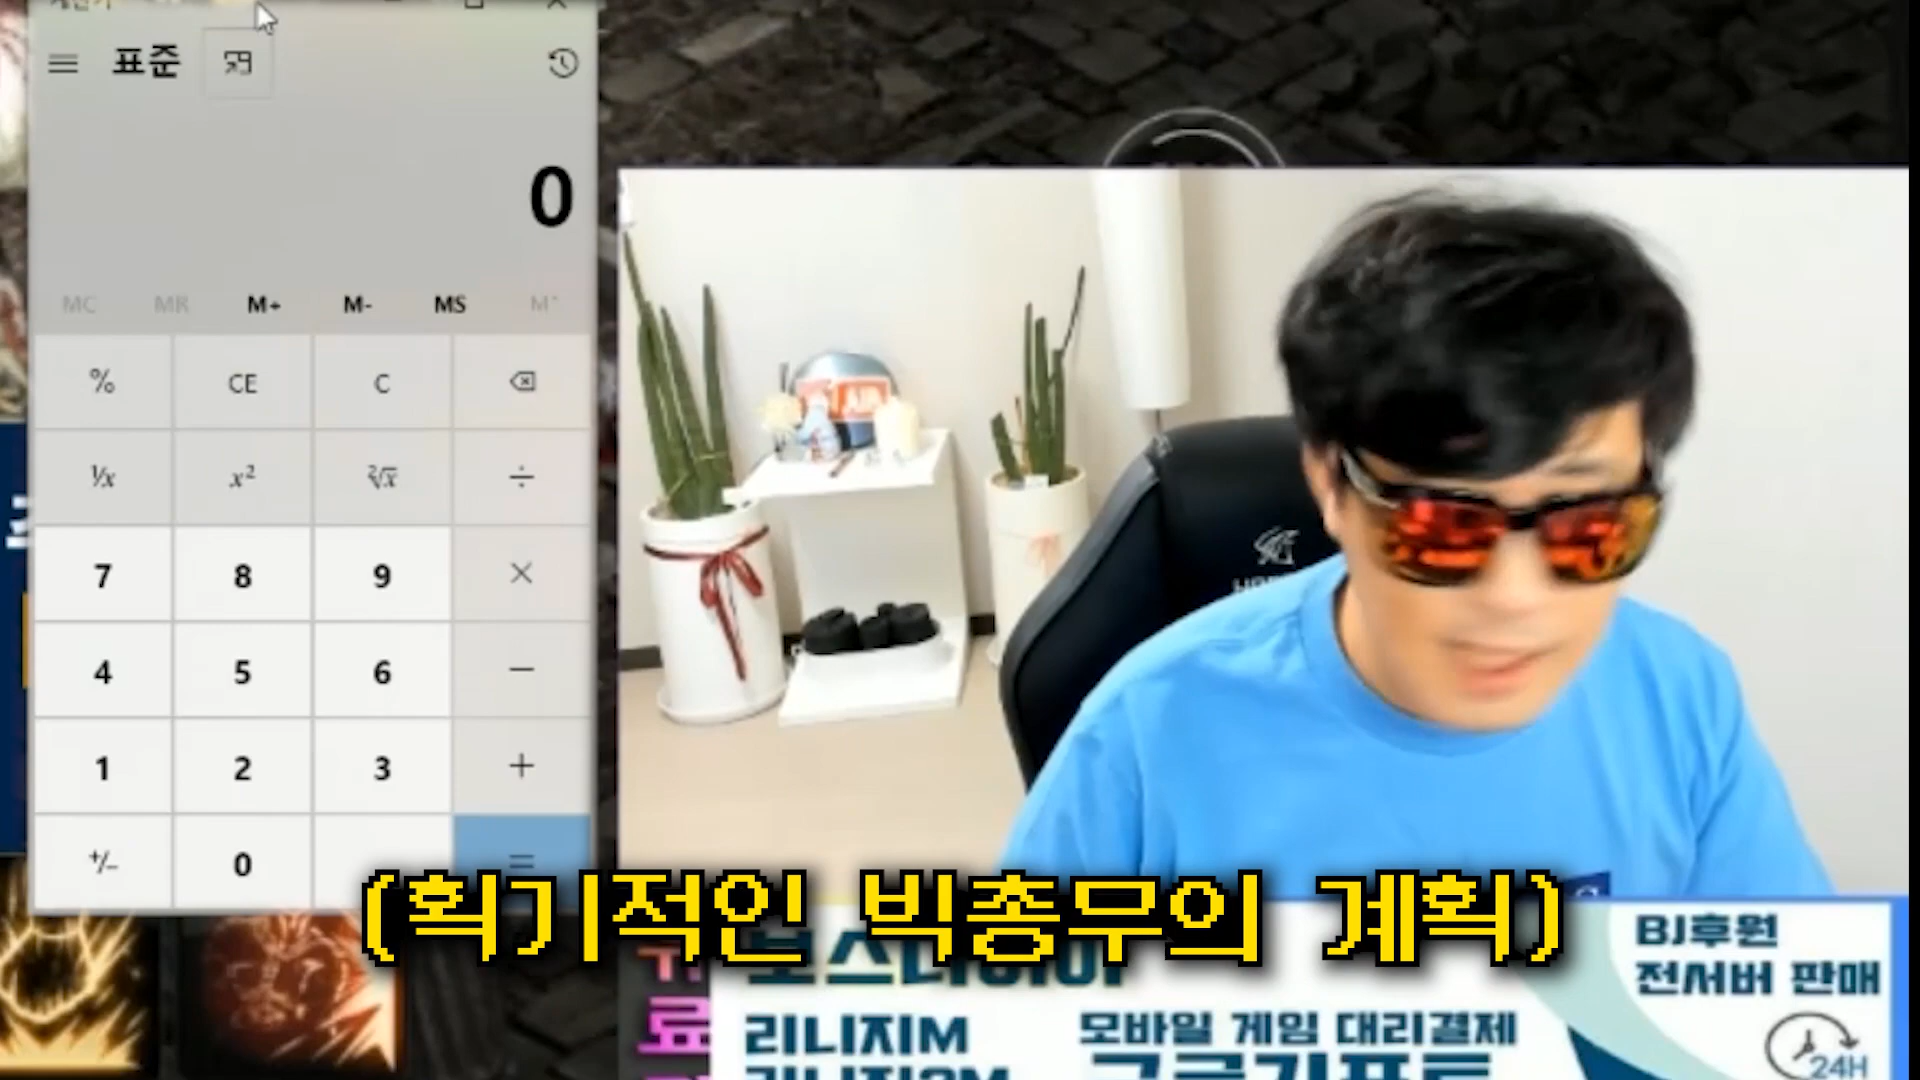 표준
0
MC MR M+ M- MS
% CE C
¹/x x² ²√x ÷
7 8 9 ×
4 5 6 −
1 2 3 +
+/− 0 =
(획기적인 빅총무의 계획)
BJ후원
전서버 판매
료
리니지M
모바일 게임 대리결제
24H